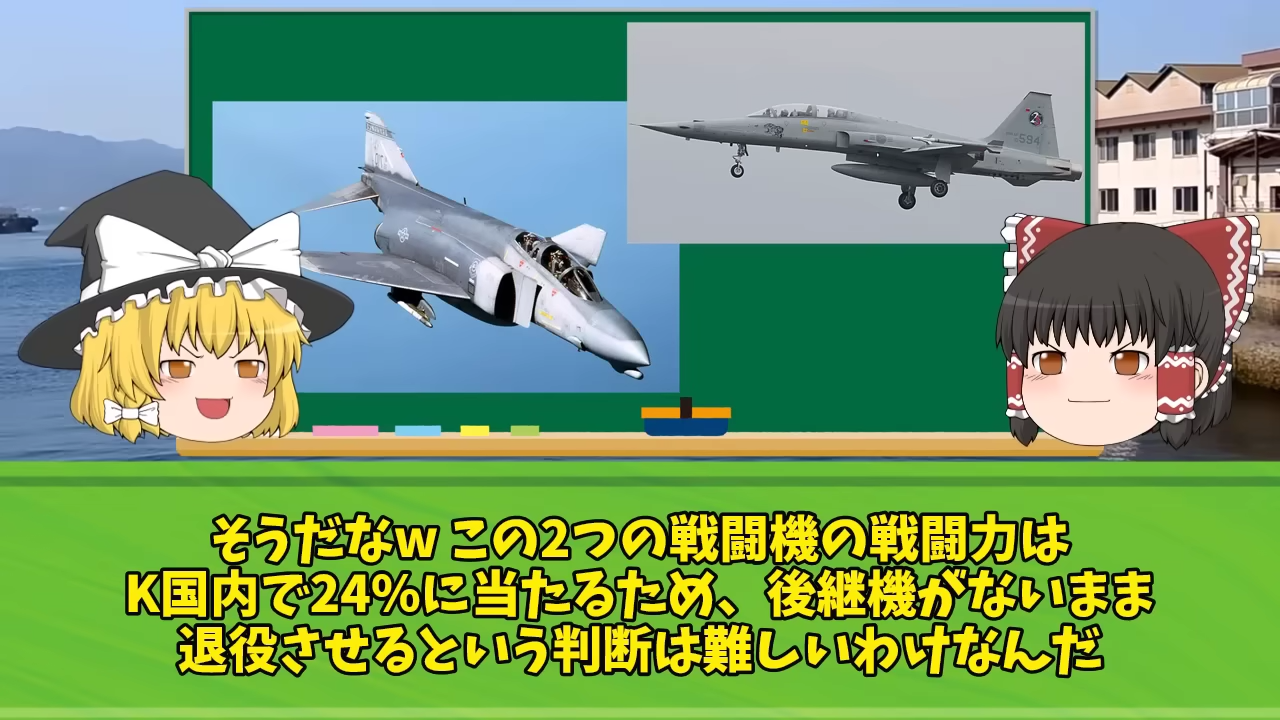 594
そうだなw この2つの戦闘機の戦闘力は
K国内で24%に当たるため、後継機がないまま
退役させるという判断は難しいわけなんだ